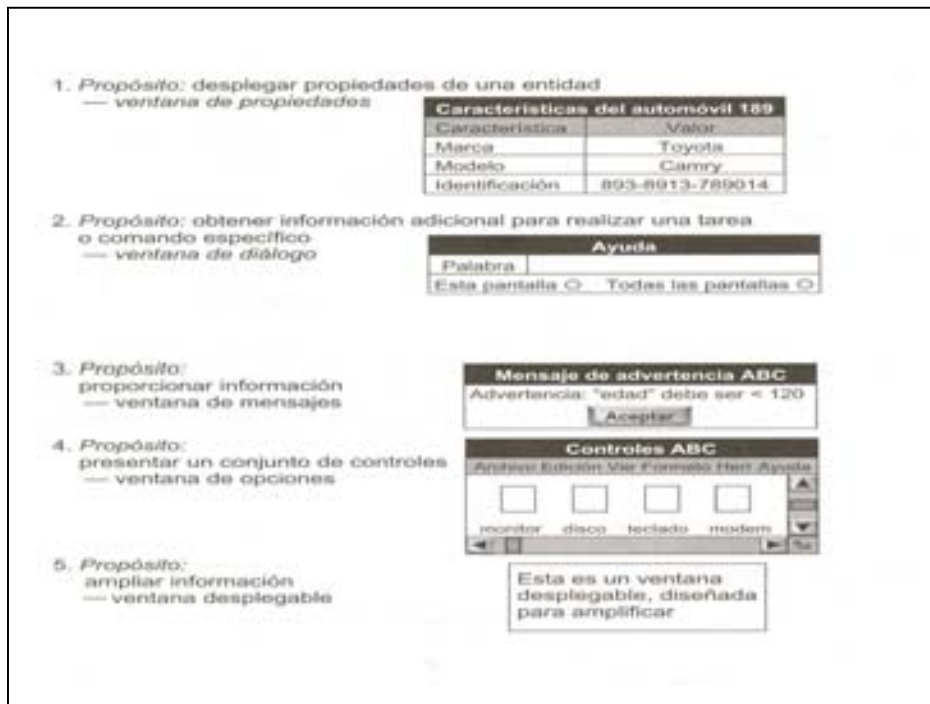 1. Propósito: desplegar propiedades de una entidad
— ventana de propiedades
Características del automóvil 189
Característica Valor
Marca Toyota
Modelo Camry
Identificación 893-8913-789014
2. Propósito: obtener información adicional para realizar una tarea
o comando específico
— ventana de diálogo
Ayuda
Palabra
Esta pantalla Todas las pantallas
3. Propósito:
proporcionar información
— ventana de mensajes
Mensaje de advertencia ABC
Advertencia: "edad" debe ser < 120
Aceptar
4. Propósito:
presentar un conjunto de controles
— ventana de opciones
Controles ABC
Archivo Edición Ver Formato Herr Ayuda
monitor disco teclado modem
5. Propósito:
ampliar información
— ventana desplegable
Esta es un ventana
desplegable, diseñada
para amplificar